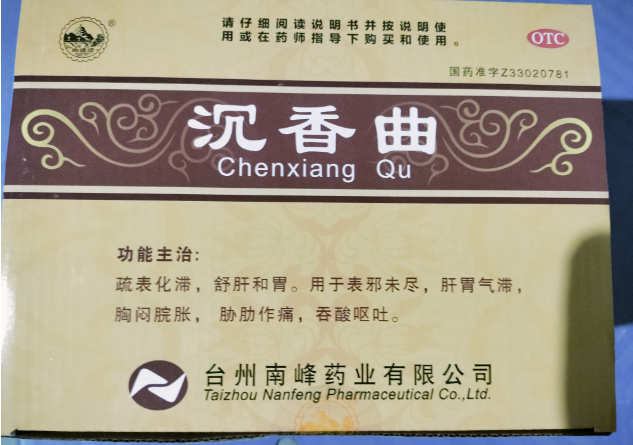 请仔细阅读说明书并按说明使
用或在药师指导下购买和使用。
OTC
国药准字Z33020781
沉香曲
Chenxiang Qu
功能主治:
疏表化滞，舒肝和胃。用于表邪未尽，肝胃气滞，
胸闷脘胀，胁肋作痛，吞酸呕吐。
台州南峰药业有限公司
Taizhou Nanfeng Pharmaceutical Co.,Ltd.